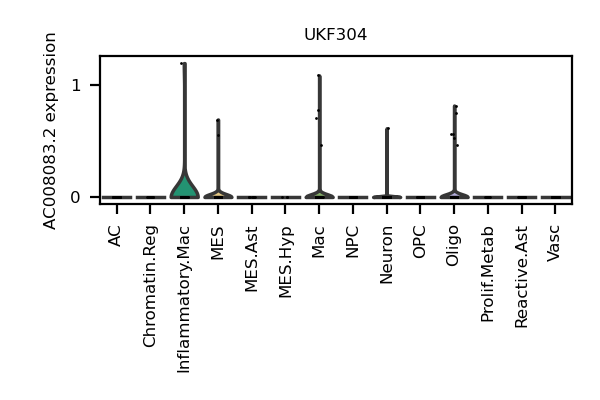 UKF304
AC008083.2 expression
1
0
AC
Chromatin.Reg
Inflammatory.Mac
MES
MES.Ast
MES.Hyp
Mac
NPC
Neuron
OPC
Oligo
Prolif.Metab
Reactive.Ast
Vasc